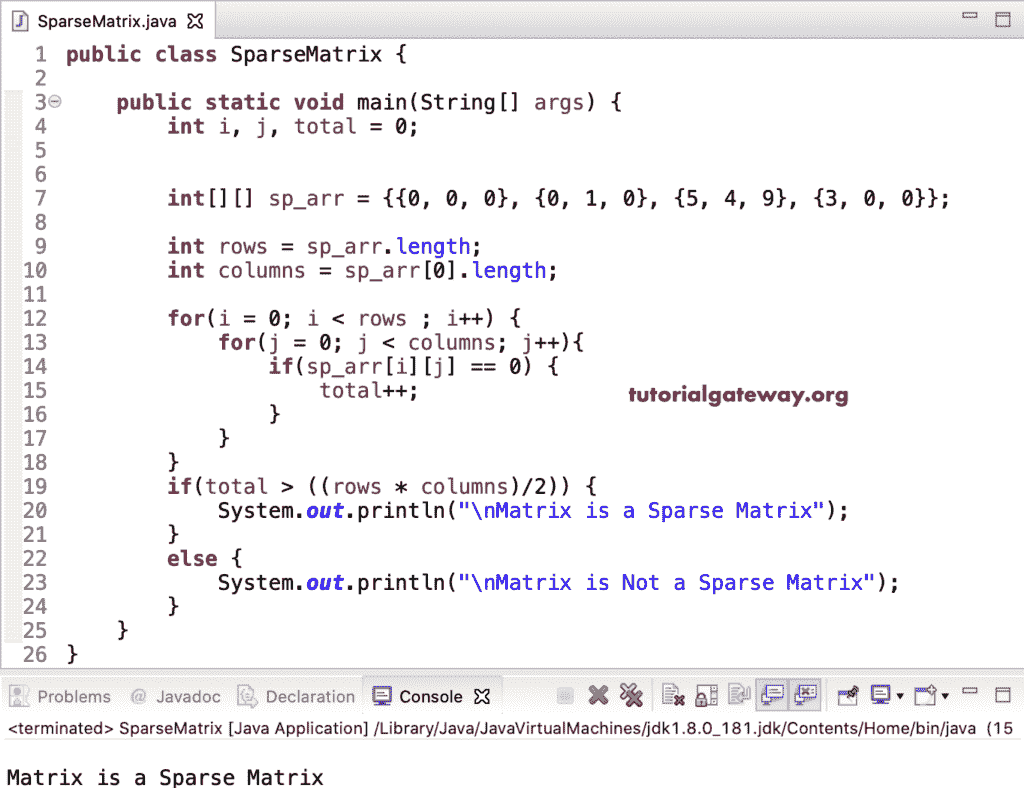 SparseMatrix.java
1 public class SparseMatrix {
2
3 public static void main(String[] args) {
4 int i, j, total = 0;
5
6
7 int[][] sp_arr = {{0, 0, 0}, {0, 1, 0}, {5, 4, 9}, {3, 0, 0}};
8
9 int rows = sp_arr.length;
10 int columns = sp_arr[0].length;
11
12 for(i = 0; i < rows ; i++) {
13 for(j = 0; j < columns; j++){
14 if(sp_arr[i][j] == 0) {
15 total++;
tutorialgateway.org
16 }
17 }
18 }
19 if(total > ((rows * columns)/2)) {
20 System.out.println("\nMatrix is a Sparse Matrix");
21 }
22 else {
23 System.out.println("\nMatrix is Not a Sparse Matrix");
24 }
25 }
26 }
Problems @ Javadoc Declaration Console
<terminated> SparseMatrix [Java Application] /Library/Java/JavaVirtualMachines/jdk1.8.0_181.jdk/Contents/Home/bin/java (15
Matrix is a Sparse Matrix